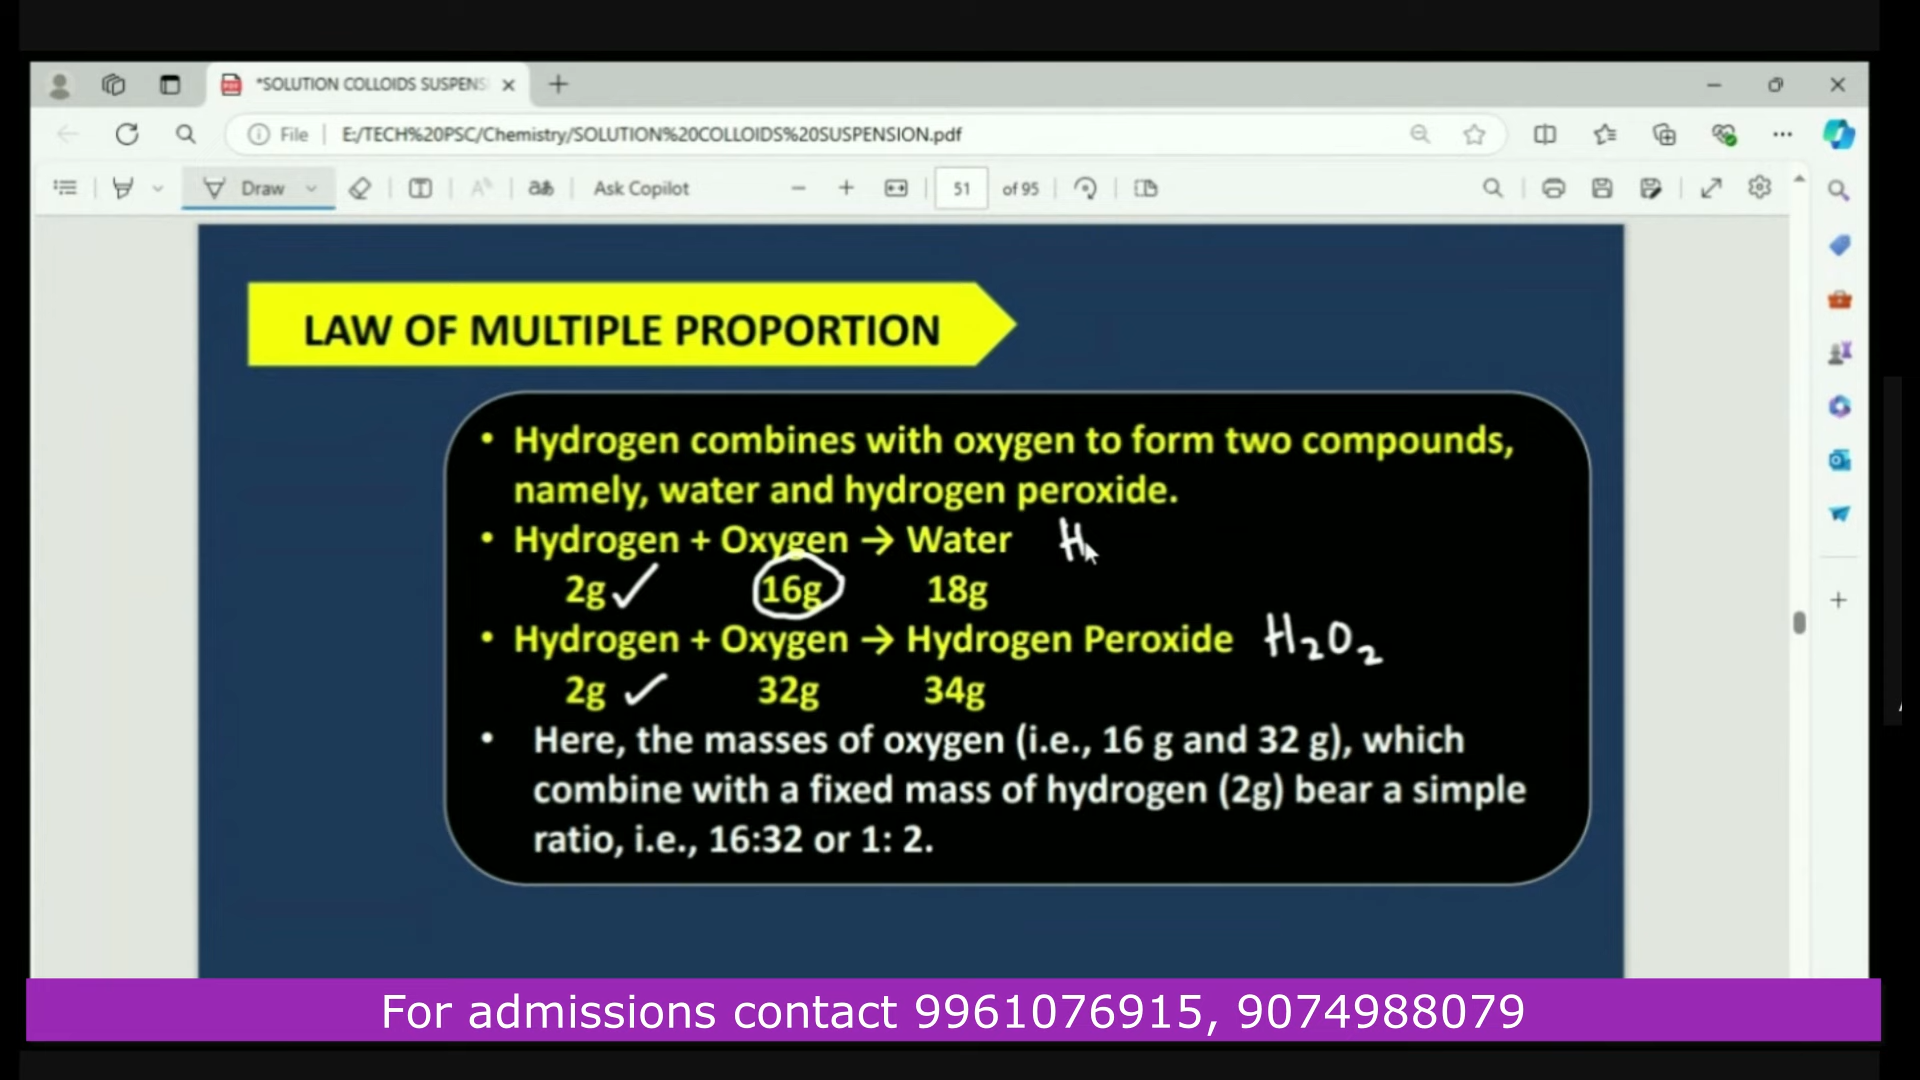 *SOLUTION COLLOIDS SUSPENS
File E:/TECH%20PSC/Chemistry/SOLUTION%20COLLOIDS%20SUSPENSION.pdf
Draw Ask Copilot 51 of 95
LAW OF MULTIPLE PROPORTION
• Hydrogen combines with oxygen to form two compounds,
namely, water and hydrogen peroxide.
• Hydrogen + Oxygen → Water H
2g ✓ 16g 18g
• Hydrogen + Oxygen → Hydrogen Peroxide H₂O₂
2g ✓ 32g 34g
• Here, the masses of oxygen (i.e., 16 g and 32 g), which
combine with a fixed mass of hydrogen (2g) bear a simple
ratio, i.e., 16:32 or 1: 2.
For admissions contact 9961076915, 9074988079